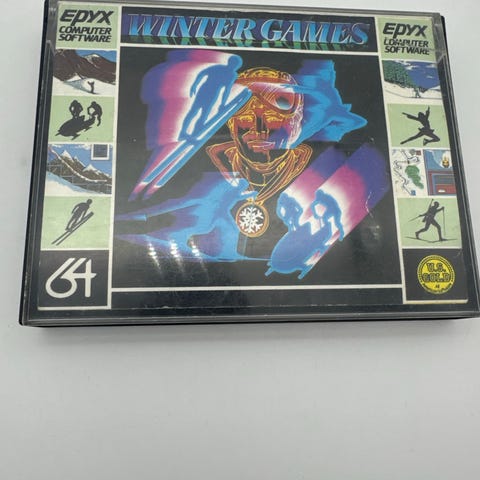 EPYX
COMPUTER
SOFTWARE
WINTER GAMES
EPYX
COMPUTER
SOFTWARE
64
U.S.
GOLD